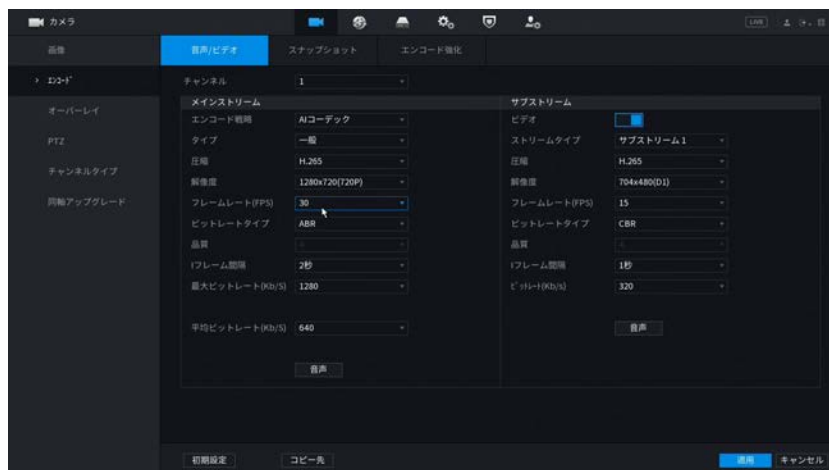 カメラ
LIVE
画像
音声/ビデオ スナップショット エンコード強化
エンコード
チャンネル 1
オーバーレイ
PTZ
チャンネルタイプ
同軸アップグレード
メインストリーム
エンコード戦略 AIコーデック
タイプ 一般
圧縮 H.265
解像度 1280x720(720P)
フレームレート(FPS) 30
ビットレートタイプ ABR
品質 4
Iフレーム間隔 2秒
最大ビットレート(Kb/S) 1280
平均ビットレート(Kb/S) 640
音声
サブストリーム
ビデオ
ストリームタイプ サブストリーム1
圧縮 H.265
解像度 704x480(D1)
フレームレート(FPS) 15
ビットレートタイプ CBR
品質 4
Iフレーム間隔 1秒
ビットレート(Kb/s) 320
音声
初期設定 コピー先 適用 キャンセル